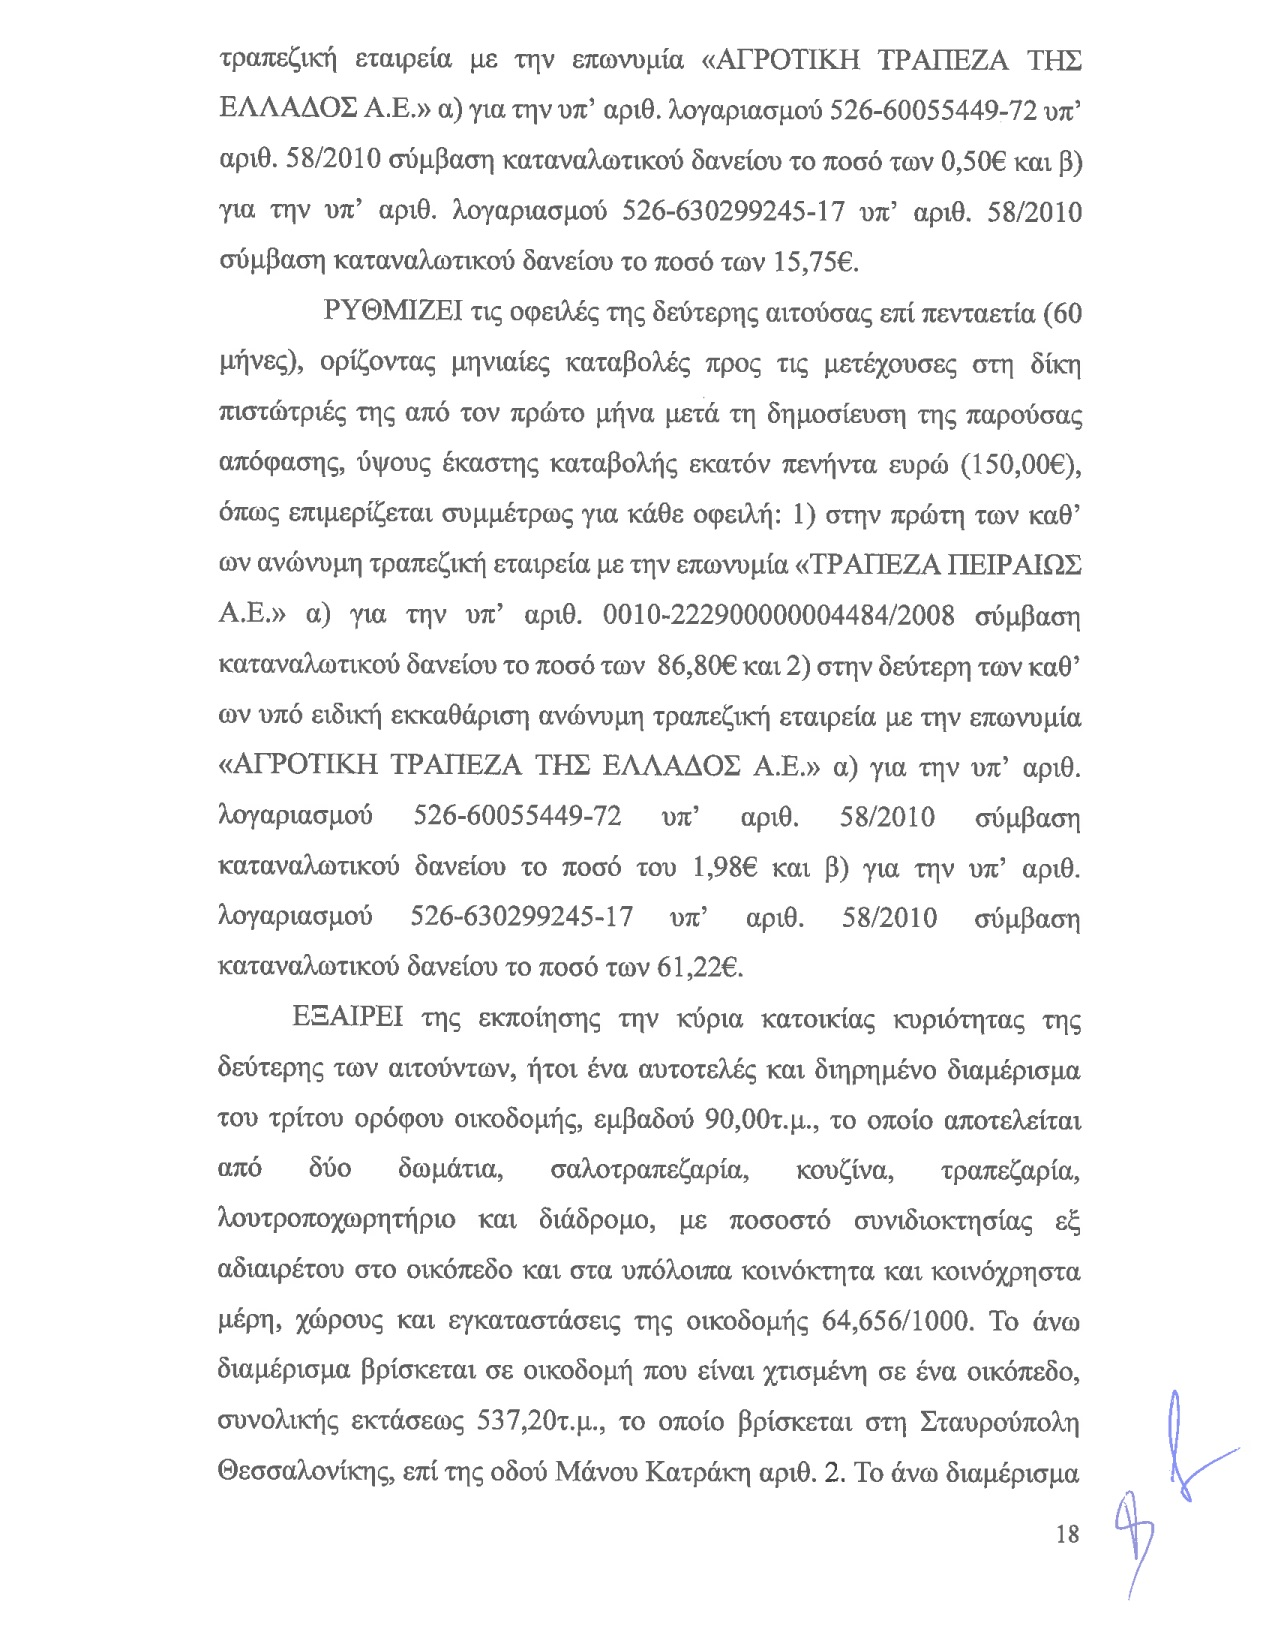 τραπεζική εταιρεία με την επωνυμία «ΑΓΡΟΤΙΚΗ ΤΡΑΠΕΖΑ ΤΗΣ
ΕΛΛΑΔΟΣ Α.Ε.» α) για την υπ’ αριθ. λογαριασμού 526-60055449-72 υπ’
αριθ. 58/2010 σύμβαση καταναλωτικού δανείου το ποσό των 0,50€ και β)
για την υπ’ αριθ. λογαριασμού 526-630299245-17 υπ’ αριθ. 58/2010
σύμβαση καταναλωτικού δανείου το ποσό των 15,75€.
ΡΥΘΜΙΖΕΙ τις οφειλές της δεύτερης αιτούσας επί πενταετία (60
μήνες), ορίζοντας μηνιαίες καταβολές προς τις μετέχουσες στη δίκη
πιστώτριές της από τον πρώτο μήνα μετά τη δημοσίευση της παρούσας
απόφασης, ύψους έκαστης καταβολής εκατόν πενήντα ευρώ (150,00€),
όπως επιμερίζεται συμμέτρως για κάθε οφειλή: 1) στην πρώτη των καθ’
ων ανώνυμη τραπεζική εταιρεία με την επωνυμία «ΤΡΑΠΕΖΑ ΠΕΙΡΑΙΩΣ
Α.Ε.» α) για την υπ’ αριθ. 0010-222900000004484/2008 σύμβαση
καταναλωτικού δανείου το ποσό των 86,80€ και 2) στην δεύτερη των καθ’
ων υπό ειδική εκκαθάριση ανώνυμη τραπεζική εταιρεία με την επωνυμία
«ΑΓΡΟΤΙΚΗ ΤΡΑΠΕΖΑ ΤΗΣ ΕΛΛΑΔΟΣ Α.Ε.» α) για την υπ’ αριθ.
λογαριασμού 526-60055449-72 υπ’ αριθ. 58/2010 σύμβαση
καταναλωτικού δανείου το ποσό του 1,98€ και β) για την υπ’ αριθ.
λογαριασμού 526-630299245-17 υπ’ αριθ. 58/2010 σύμβαση
καταναλωτικού δανείου το ποσό των 61,22€.
ΕΞΑΙΡΕΙ της εκποίησης την κύρια κατοικίας κυριότητας της
δεύτερης των αιτούντων, ήτοι ένα αυτοτελές και διηρημένο διαμέρισμα
του τρίτου ορόφου οικοδομής, εμβαδού 90,00τ.μ., το οποίο αποτελείται
από δύο δωμάτια, σαλοτραπεζαρία, κουζίνα, τραπεζαρία,
λουτροποχωρητήριο και διάδρομο, με ποσοστό συνιδιοκτησίας εξ
αδιαιρέτου στο οικόπεδο και στα υπόλοιπα κοινόκτητα και κοινόχρηστα
μέρη, χώρους και εγκαταστάσεις της οικοδομής 64,656/1000. Το άνω
διαμέρισμα βρίσκεται σε οικοδομή που είναι χτισμένη σε ένα οικόπεδο,
συνολικής εκτάσεως 537,20τ.μ., το οποίο βρίσκεται στη Σταυρούπολη
Θεσσαλονίκης, επί της οδού Μάνου Κατράκη αριθ. 2. Το άνω διαμέρισμα
18